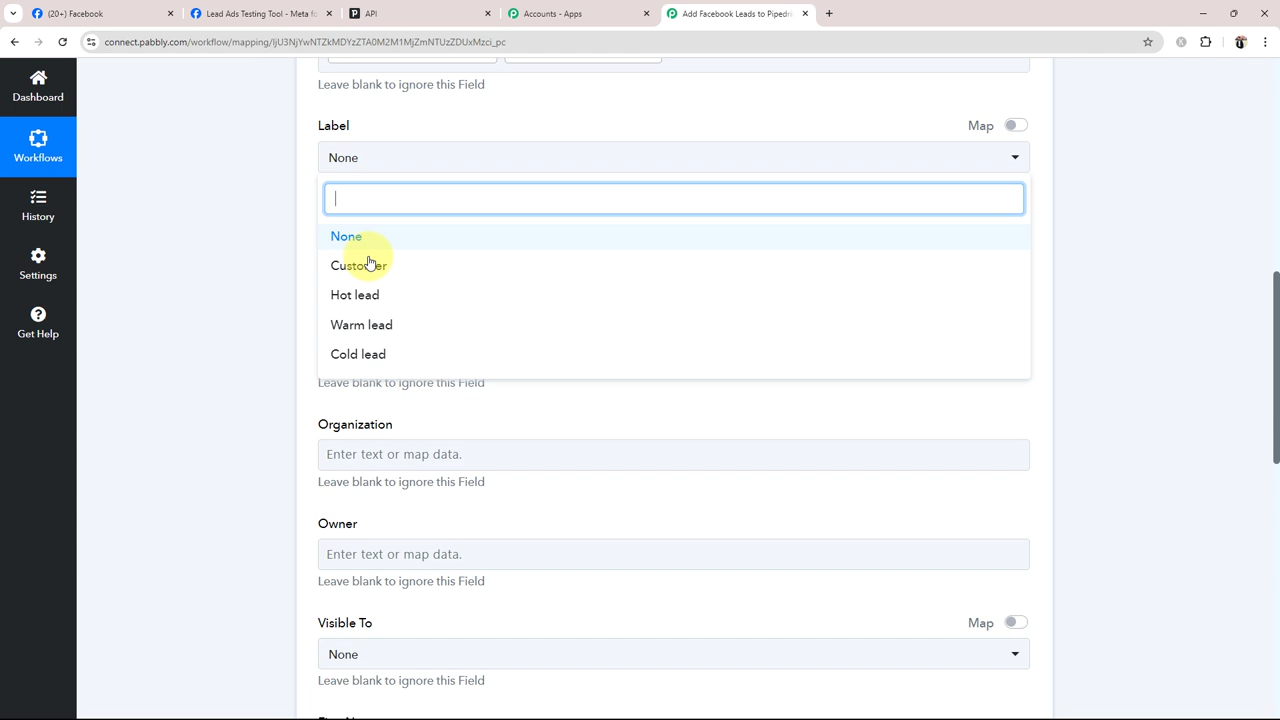 (20+) Facebook
Lead Ads Testing Tool - Meta fo
API
Accounts - Apps
Add Facebook Leads to Pipedri
connect.pabbly.com/workflow/mapping/IjU3NjYwNTZkMDYzZTA0M2M1MjZmNTUzZDUxMzci_pc
Dashboard
Workflows
History
Settings
Get Help
Leave blank to ignore this Field
Label
Map
None
None
Customer
Hot lead
Warm lead
Cold lead
Leave blank to ignore this Field
Organization
Enter text or map data.
Leave blank to ignore this Field
Owner
Enter text or map data.
Leave blank to ignore this Field
Visible To
Map
None
Leave blank to ignore this Field